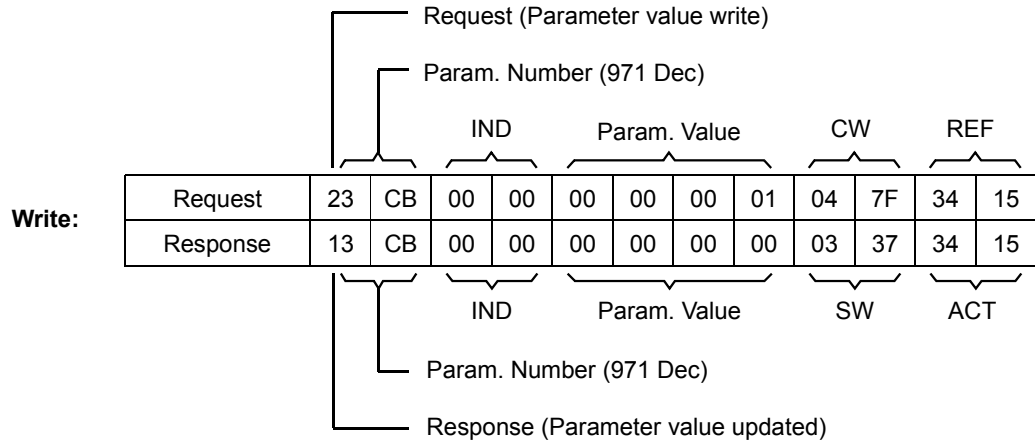 Request (Parameter value write)
Param. Number (971 Dec)
IND Param. Value CW REF
Write:
Request 23 CB 00 00 00 00 00 01 04 7F 34 15
Response 13 CB 00 00 00 00 00 00 03 37 34 15
IND Param. Value SW ACT
Param. Number (971 Dec)
Response (Parameter value updated)